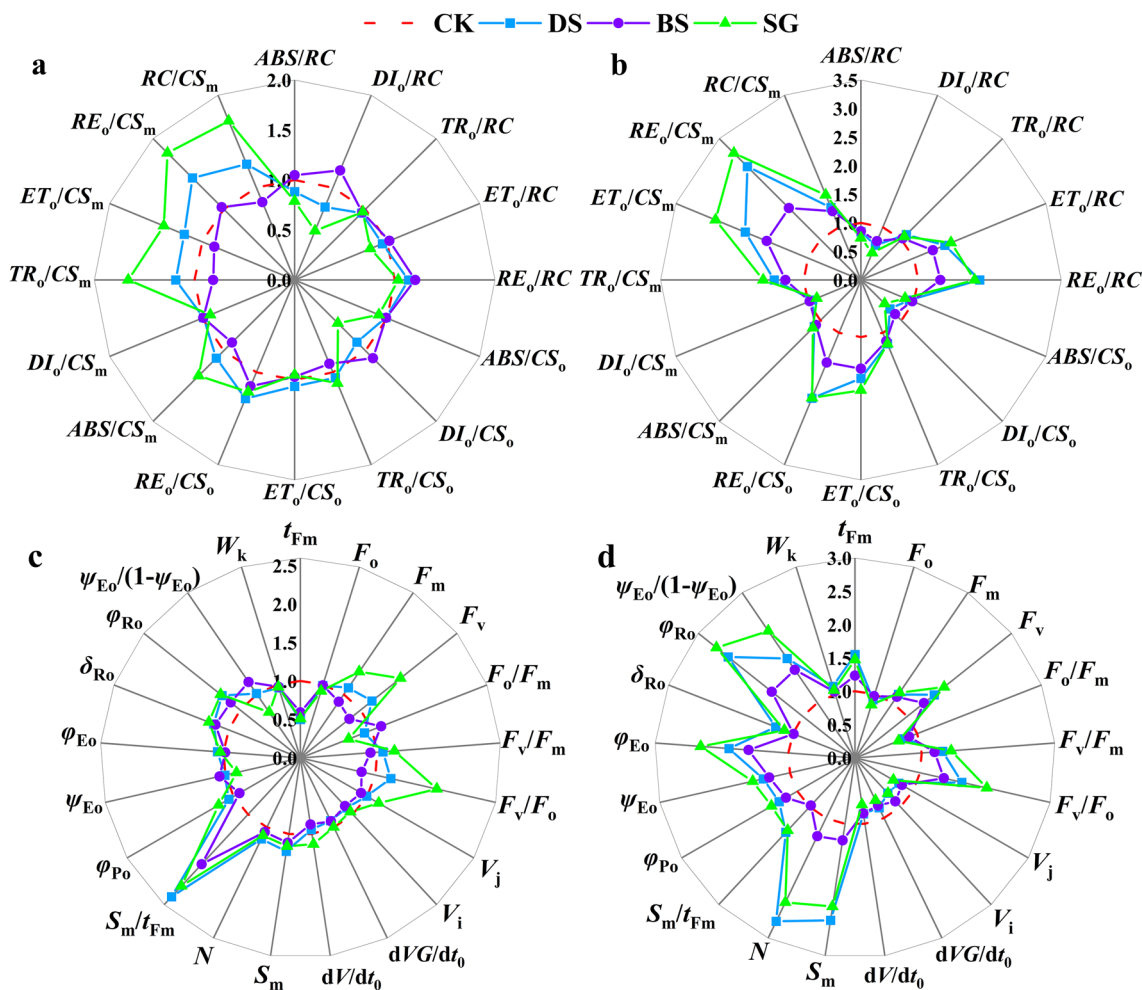 CK DS BS SG
a
ABS/RC
DIo/RC
TRo/RC
ETo/RC
REo/RC
ABS/CSo
DIo/CSo
TRo/CSo
ETo/CSo
REo/CSo
ABS/CSm
DIo/CSm
TRo/CSm
ETo/CSm
REo/CSm
RC/CSm
2.0
1.5
1.0
0.5
0.0
b
ABS/RC
DIo/RC
TRo/RC
ETo/RC
REo/RC
ABS/CSo
DIo/CSo
TRo/CSo
ETo/CSo
REo/CSo
ABS/CSm
DIo/CSm
TRo/CSm
ETo/CSm
REo/CSm
RC/CSm
3.5
3.0
2.5
2.0
1.5
1.0
0.5
0.0
c
tFm
Fo
Fm
Fv
Fo/Fm
Fv/Fm
Fv/Fo
Vj
Vi
dVG/dt0
dV/dt0
Sm
N
Sm/tFm
φPo
ψEo
φEo
δRo
φRo
ψEo/(1-ψEo)
Wk
2.5
2.0
1.5
1.0
0.5
0.0
d
tFm
Fo
Fm
Fv
Fo/Fm
Fv/Fm
Fv/Fo
Vj
Vi
dVG/dt0
dV/dt0
Sm
N
Sm/tFm
φPo
ψEo
φEo
δRo
φRo
ψEo/(1-ψEo)
Wk
3.0
2.5
2.0
1.5
1.0
0.5
0.0